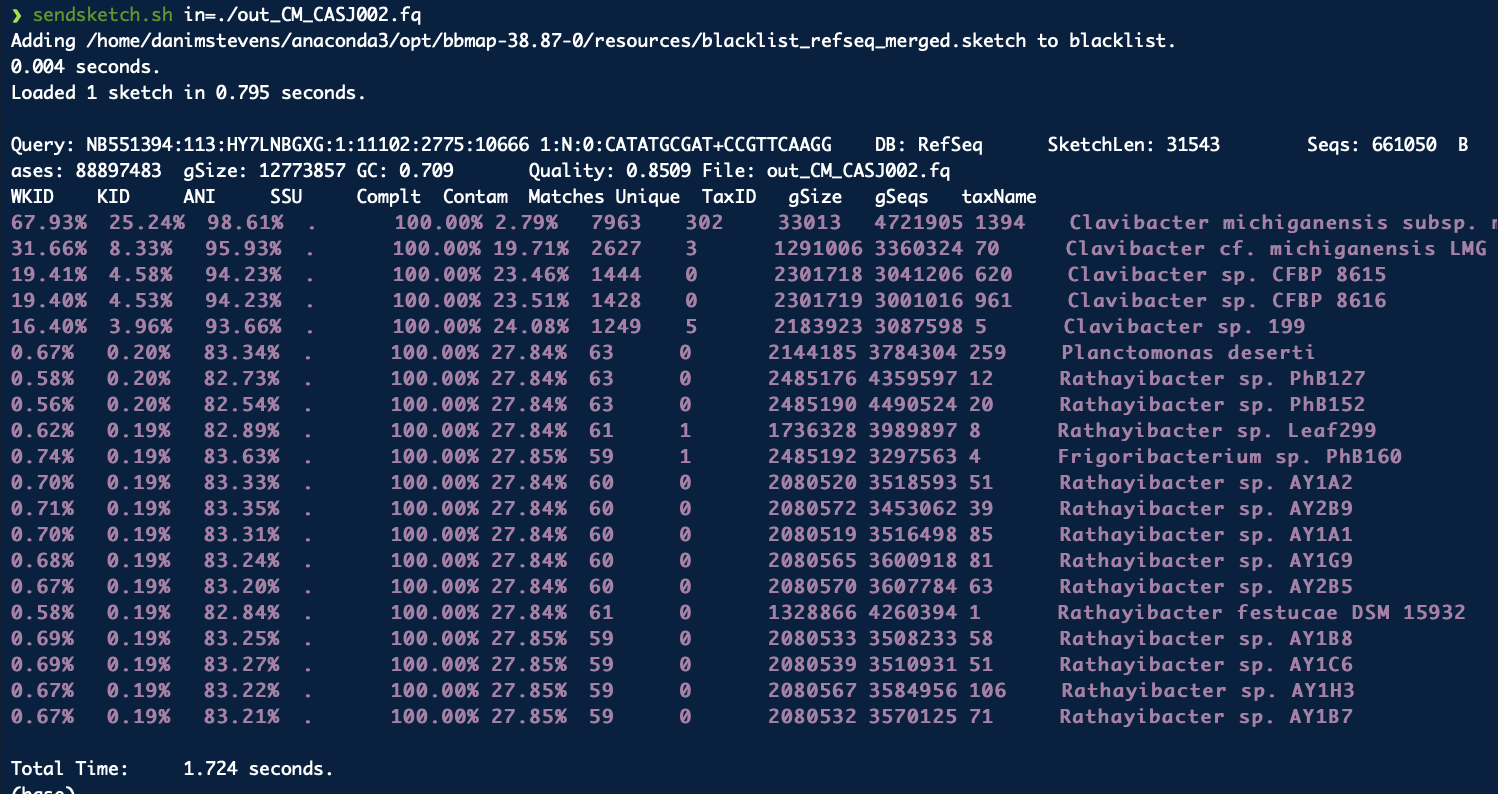 ❯ sendsketch.sh in=./out_CM_CASJ002.fq
Adding /home/danimstevens/anaconda3/opt/bbmap-38.87-0/resources/blacklist_refseq_merged.sketch to blacklist.
0.004 seconds.
Loaded 1 sketch in 0.795 seconds.
Query: NB551394:113:HY7LNBGXG:1:11102:2775:10666 1:N:0:CATATGCGAT+CCGTTCAAGG DB: RefSeq SketchLen: 31543 Seqs: 661050 B
ases: 88897483 gSize: 12773857 GC: 0.709 Quality: 0.8509 File: out_CM_CASJ002.fq
WKID KID ANI SSU Complt Contam Matches Unique TaxID gSize gSeqs taxName
67.93% 25.24% 98.61% . 100.00% 2.79% 7963 302 33013 4721905 1394 Clavibacter michiganensis subsp. m
31.66% 8.33% 95.93% . 100.00% 19.71% 2627 3 1291006 3360324 70 Clavibacter cf. michiganensis LMG
19.41% 4.58% 94.23% . 100.00% 23.46% 1444 0 2301718 3041206 620 Clavibacter sp. CFBP 8615
19.40% 4.53% 94.23% . 100.00% 23.51% 1428 0 2301719 3001016 961 Clavibacter sp. CFBP 8616
16.40% 3.96% 93.66% . 100.00% 24.08% 1249 5 2183923 3087598 5 Clavibacter sp. 199
0.67% 0.20% 83.34% . 100.00% 27.84% 63 0 2144185 3784304 259 Planctomonas deserti
0.58% 0.20% 82.73% . 100.00% 27.84% 63 0 2485176 4359597 12 Rathayibacter sp. PhB127
0.56% 0.20% 82.54% . 100.00% 27.84% 63 0 2485190 4490524 20 Rathayibacter sp. PhB152
0.62% 0.19% 82.89% . 100.00% 27.84% 61 1 1736328 3989897 8 Rathayibacter sp. Leaf299
0.74% 0.19% 83.63% . 100.00% 27.85% 59 1 2485192 3297563 4 Frigoribacterium sp. PhB160
0.70% 0.19% 83.33% . 100.00% 27.84% 60 0 2080520 3518593 51 Rathayibacter sp. AY1A2
0.71% 0.19% 83.35% . 100.00% 27.84% 60 0 2080572 3453062 39 Rathayibacter sp. AY2B9
0.70% 0.19% 83.31% . 100.00% 27.84% 60 0 2080519 3516498 85 Rathayibacter sp. AY1A1
0.68% 0.19% 83.24% . 100.00% 27.84% 60 0 2080565 3600918 81 Rathayibacter sp. AY1G9
0.67% 0.19% 83.20% . 100.00% 27.84% 60 0 2080570 3607784 63 Rathayibacter sp. AY2B5
0.58% 0.19% 82.84% . 100.00% 27.84% 61 0 1328866 4260394 1 Rathayibacter festucae DSM 15932
0.69% 0.19% 83.25% . 100.00% 27.85% 59 0 2080533 3508233 58 Rathayibacter sp. AY1B8
0.69% 0.19% 83.27% . 100.00% 27.85% 59 0 2080539 3510931 51 Rathayibacter sp. AY1C6
0.67% 0.19% 83.22% . 100.00% 27.85% 59 0 2080567 3584956 106 Rathayibacter sp. AY1H3
0.67% 0.19% 83.21% . 100.00% 27.85% 59 0 2080532 3570125 71 Rathayibacter sp. AY1B7
Total Time: 1.724 seconds.
(base)